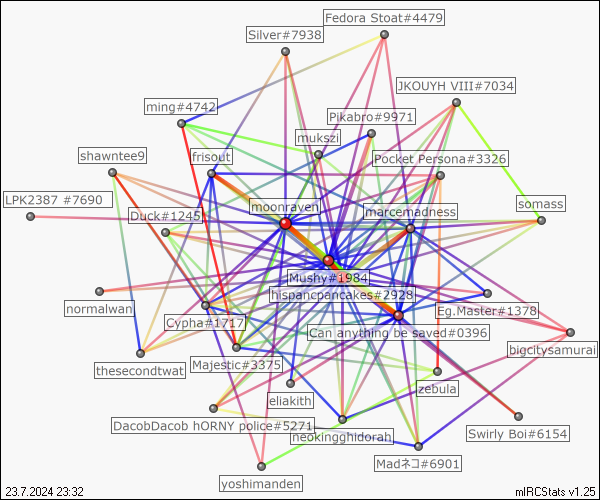 Fedora Stoat#4479
Silver#7938
JKOUYH VIII#7034
ming#4742
Pikabro#9971
mukszi
shawntee9
frisout
Pocket Persona#3326
LPK2387 #7690
moonraven
somass
Duck#1245
marcemadness
Mushy#1984
normalwan
hispancpancakes#2928
Eg.Master#1378
Cypha#1717
Can anything be saved#0396
bigcitysamurai
thesecondtwat
Majestic#3375
zebula
eliakith
DacobDacob hORNY police#5271
neokingghidorah
Swirly Boi#6154
Madネコ#6901
yoshimanden
23.7.2024 23:32
mIRCStats v1.25